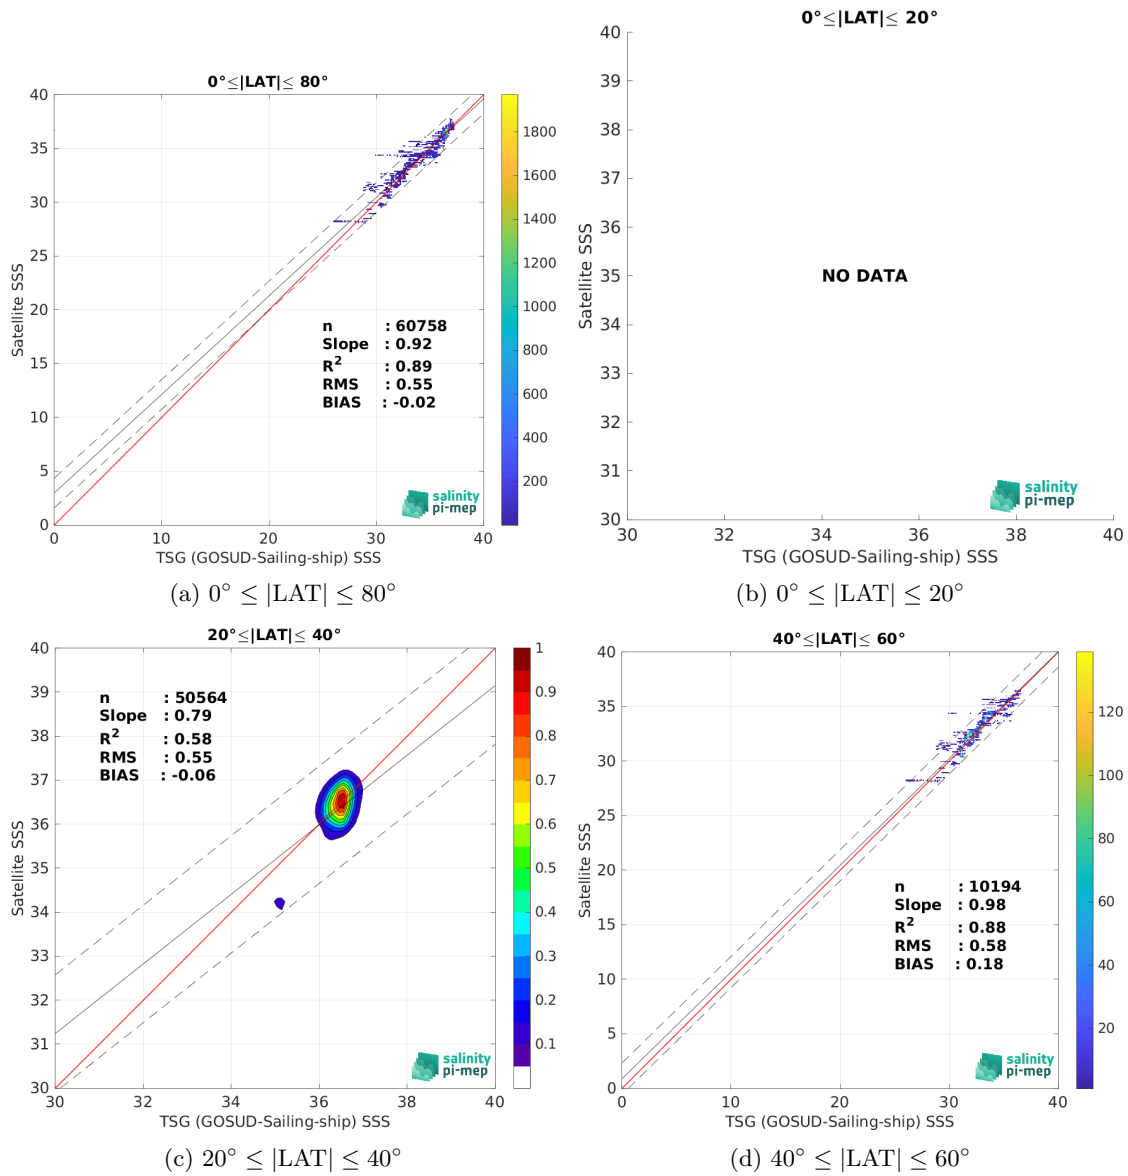 0°≤|LAT|≤ 80°
40
35
30
25
20
15
10
5
0
0 10 20 30 40
Satellite SSS
TSG (GOSUD-Sailing-ship) SSS
n : 60758
Slope : 0.92
R² : 0.89
RMS : 0.55
BIAS : -0.02
salinity
pi-mep
1800
1600
1400
1200
1000
800
600
400
200
(a) 0° ≤ |LAT| ≤ 80°
0°≤|LAT|≤ 20°
40
39
38
37
36
35
34
33
32
31
30
30 32 34 36 38 40
Satellite SSS
TSG (GOSUD-Sailing-ship) SSS
NO DATA
salinity
pi-mep
(b) 0° ≤ |LAT| ≤ 20°
20°≤|LAT|≤ 40°
40
39
38
37
36
35
34
33
32
31
30
30 32 34 36 38 40
Satellite SSS
TSG (GOSUD-Sailing-ship) SSS
n : 50564
Slope : 0.79
R² : 0.58
RMS : 0.55
BIAS : -0.06
salinity
pi-mep
1
0.9
0.8
0.7
0.6
0.5
0.4
0.3
0.2
0.1
(c) 20° ≤ |LAT| ≤ 40°
40°≤|LAT|≤ 60°
40
35
30
25
20
15
10
5
0
0 10 20 30 40
Satellite SSS
TSG (GOSUD-Sailing-ship) SSS
n : 10194
Slope : 0.98
R² : 0.88
RMS : 0.58
BIAS : 0.18
salinity
pi-mep
120
100
80
60
40
20
(d) 40° ≤ |LAT| ≤ 60°